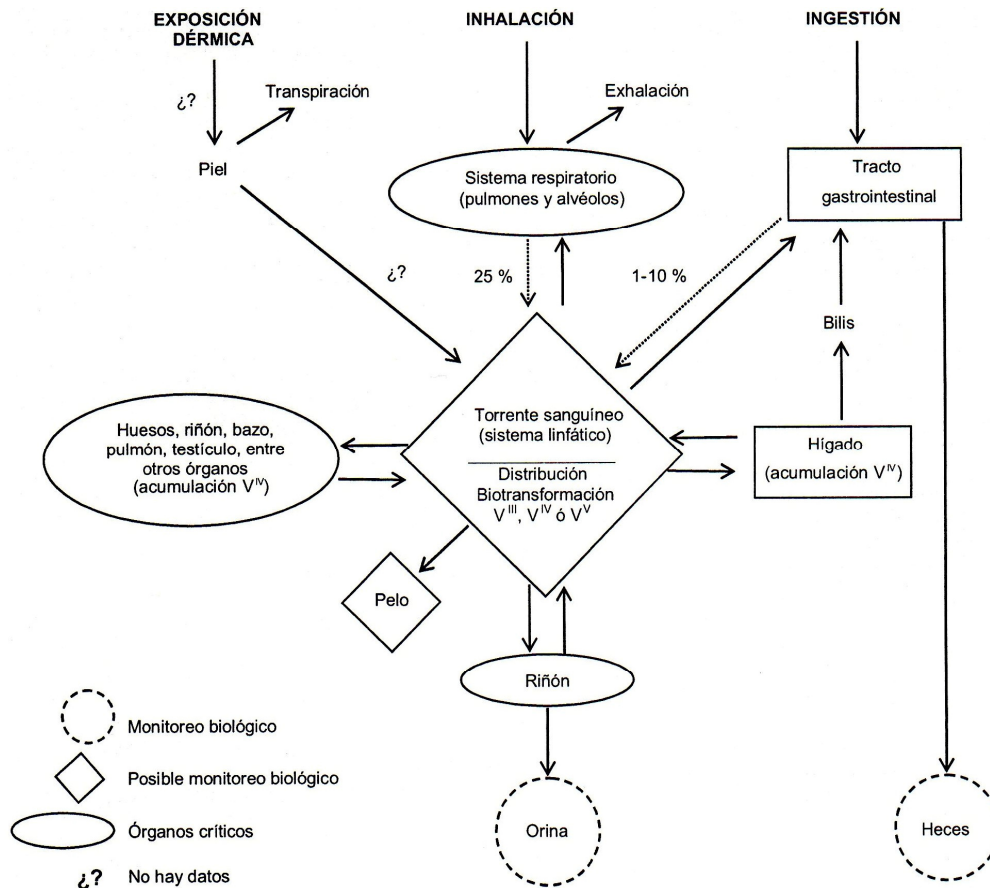 EXPOSICIÓN
DÉRMICA
INHALACIÓN
INGESTIÓN
¿?
Transpiración
Exhalación
Piel
Sistema respiratorio
(pulmones y alvéolos)
Tracto
gastrointestinal
¿?
25 %
1-10 %
Bilis
Torrente sanguíneo
(sistema linfático)
Distribución
Biotransformación
V^III, V^IV ó V^V
Huesos, riñón, bazo,
pulmón, testículo, entre
otros órganos
(acumulación V^IV)
Hígado
(acumulación V^IV)
Pelo
Riñón
Orina
Heces
Monitoreo biológico
Posible monitoreo biológico
Órganos críticos
¿? No hay datos